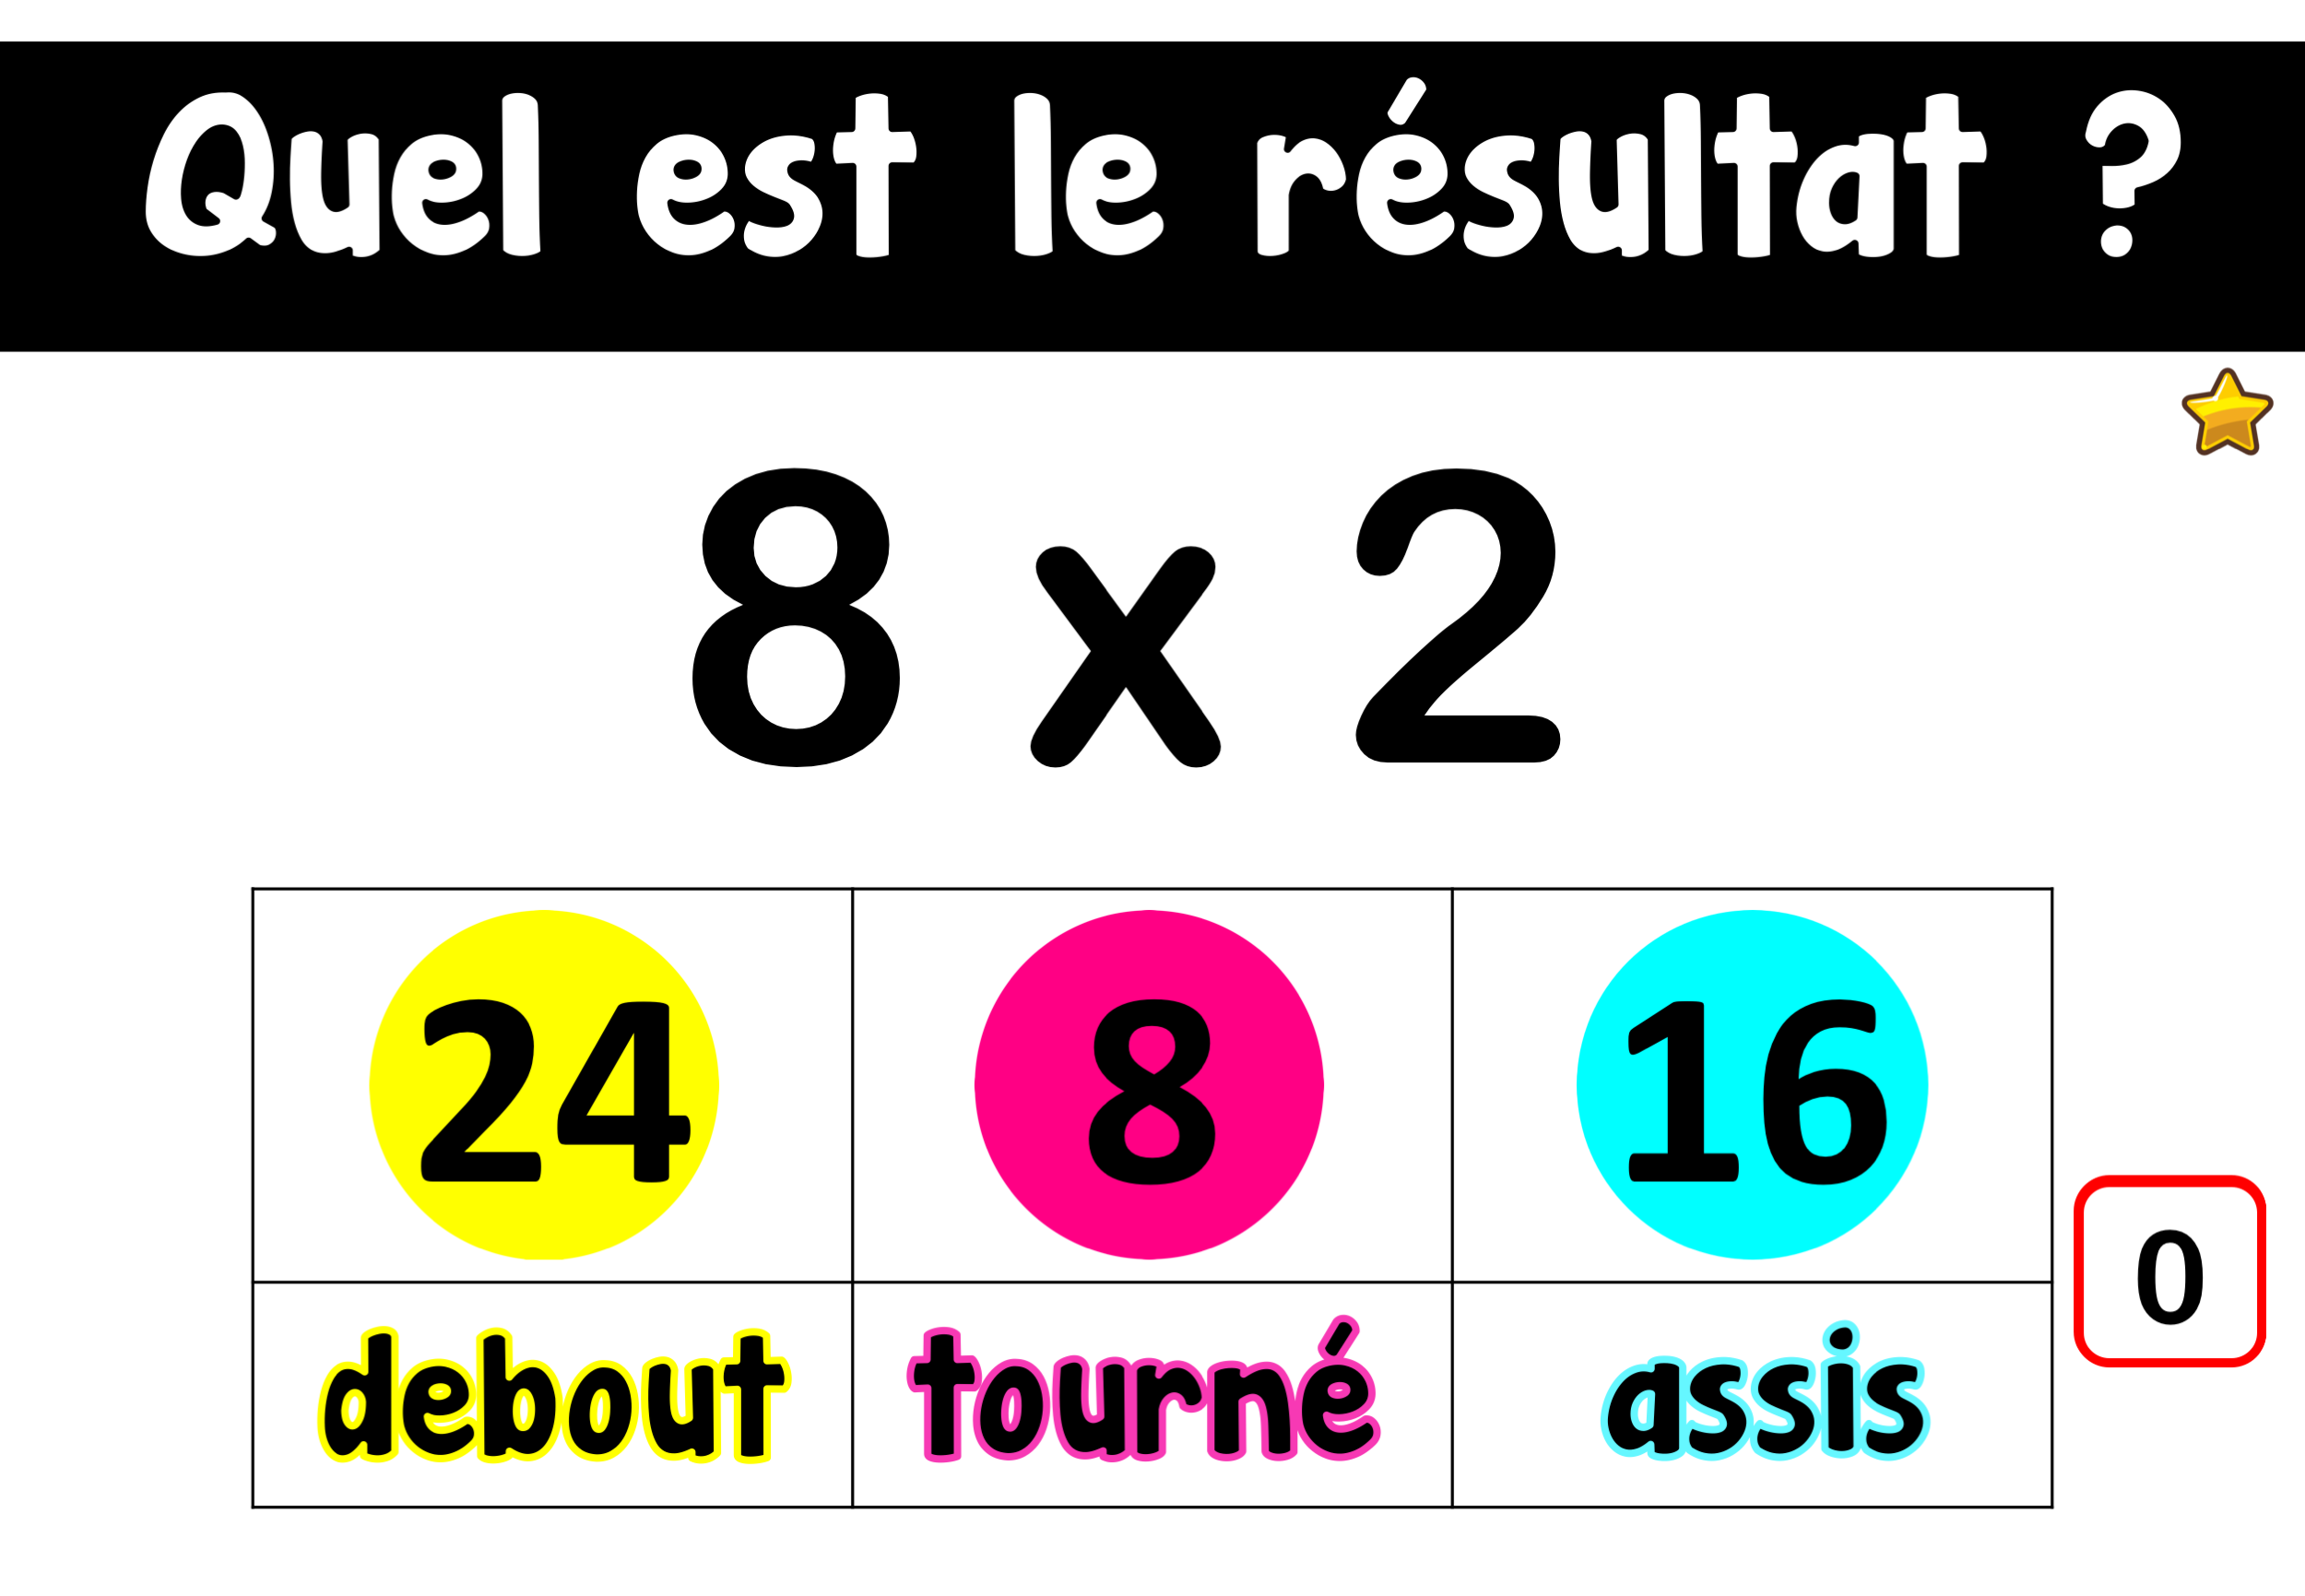 Quel est le résultat ?
8 x 2
24 8 16
0
debout tourné assis